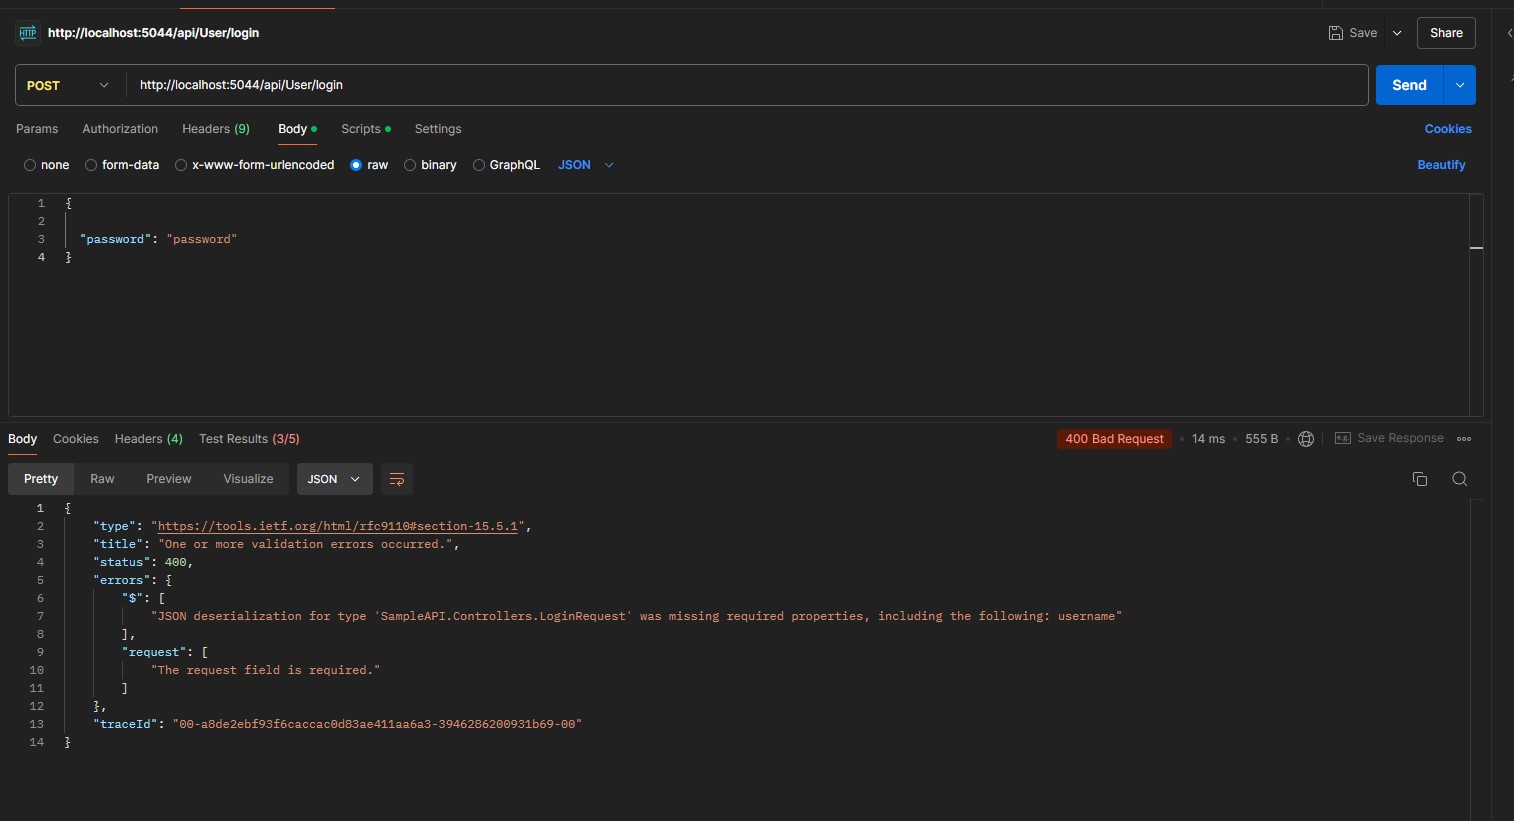 HTTP http://localhost:5044/api/User/login Save Share
POST http://localhost:5044/api/User/login Send
Params Authorization Headers (9) Body Scripts Settings Cookies
none form-data x-www-form-urlencoded raw binary GraphQL JSON Beautify
1 {
2
3 "password": "password"
4 }
Body Cookies Headers (4) Test Results (3/5) 400 Bad Request 14 ms 555 B e.g. Save Response
Pretty Raw Preview Visualize JSON
1 {
2 "type": "https://tools.ietf.org/html/rfc9110#section-15.5.1",
3 "title": "One or more validation errors occurred.",
4 "status": 400,
5 "errors": {
6 "$": [
7 "JSON deserialization for type 'SampleAPI.Controllers.LoginRequest' was missing required properties, including the following: username"
8 ],
9 "request": [
10 "The request field is required."
11 ]
12 },
13 "traceId": "00-a8de2ebf93f6caccac0d83ae411aa6a3-3946286200931b69-00"
14 }